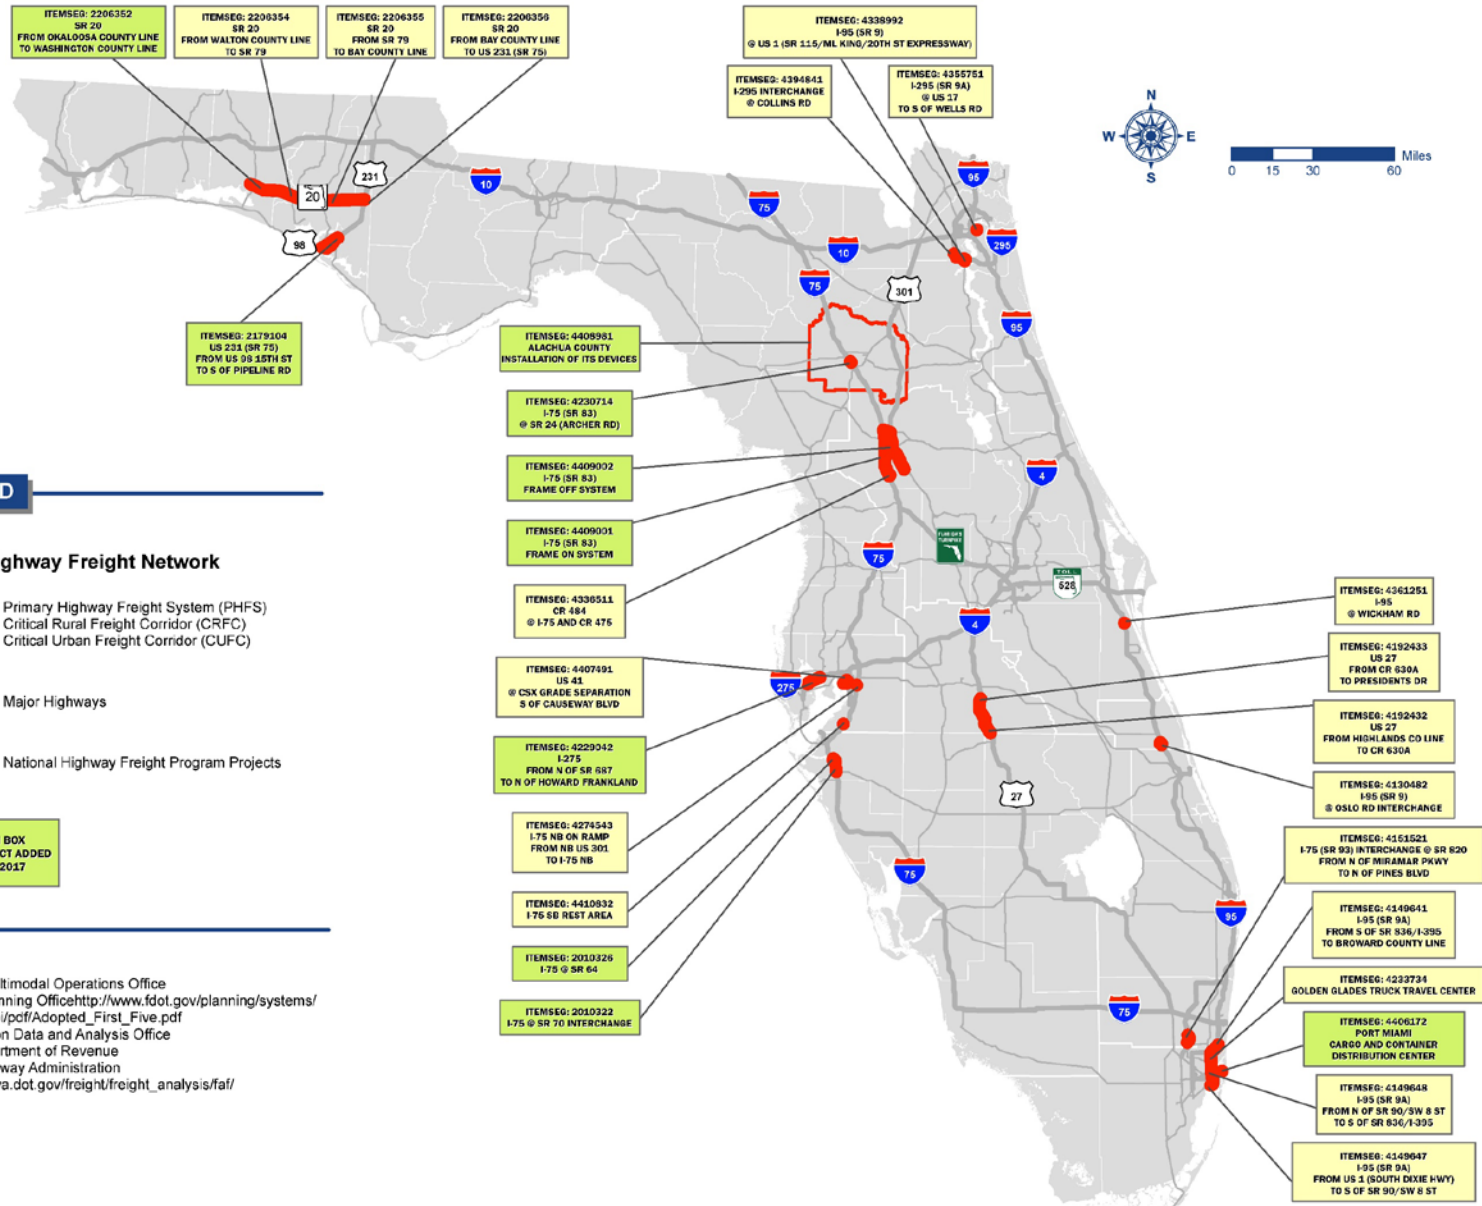 ITEMSEG: 2206352
SR 20
FROM OKALOOSA COUNTY LINE
TO WASHINGTON COUNTY LINE
ITEMSEG: 2206354
SR 20
FROM WALTON COUNTY LINE
TO SR 79
ITEMSEG: 2206355
SR 20
FROM SR 79
TO BAY COUNTY LINE
ITEMSEG: 2206356
SR 20
FROM BAY COUNTY LINE
TO US 231 (SR 75)
ITEMSEG: 4338992
I-95 (SR 9)
@ US 1 (SR 115/ML KING/20TH ST EXPRESSWAY)
ITEMSEG: 4394841
I-295 INTERCHANGE
@ COLLINS RD
ITEMSEG: 4355751
I-295 (SR 9A)
@ US 17
TO S OF WELLS RD
N
W
E
S
0
15
30
60
Miles
231
20
98
10
75
10
75
301
95
295
95
ITEMSEG: 2179104
US 231 (SR 75)
FROM US 98 15TH ST
TO S OF PIPELINE RD
ITEMSEG: 4408981
ALACHUA COUNTY
INSTALLATION OF ITS DEVICES
ITEMSEG: 4230714
I-75 (SR 83)
@ SR 24 (ARCHER RD)
ITEMSEG: 4409002
I-75 (SR 83)
FRAME OFF SYSTEM
ITEMSEG: 4409001
I-75 (SR 83)
FRAME ON SYSTEM
ITEMSEG: 4336511
CR 484
@ I-75 AND CR 475
ITEMSEG: 4407491
US 41
@ CSX GRADE SEPARATION
S OF CAUSEWAY BLVD
ITEMSEG: 4229042
I-275
FROM N OF SR 687
TO N OF HOWARD FRANKLAND
ITEMSEG: 4274543
I-75 NB ON RAMP
FROM NB US 301
TO I-75 NB
ITEMSEG: 4410832
I-75 SB REST AREA
ITEMSEG: 2010326
I-75 @ SR 64
ITEMSEG: 2010322
I-75 @ SR 70 INTERCHANGE
4
75
FLORIDA'S
TURNPIKE
TOLL
528
4
275
27
75
95
75
ITEMSEG: 4361251
I-95
@ WICKHAM RD
ITEMSEG: 4192433
US 27
FROM CR 630A
TO PRESIDENTS DR
ITEMSEG: 4192432
US 27
FROM HIGHLANDS CO LINE
TO CR 630A
ITEMSEG: 4130482
I-95 (SR 9)
@ OSLO RD INTERCHANGE
ITEMSEG: 4151521
I-75 (SR 93) INTERCHANGE @ SR 820
FROM N OF MIRAMAR PKWY
TO N OF PINES BLVD
ITEMSEG: 4149641
I-95 (SR 9A)
FROM S OF SR 836/I-395
TO BROWARD COUNTY LINE
ITEMSEG: 4233734
GOLDEN GLADES TRUCK TRAVEL CENTER
ITEMSEG: 4406172
PORT MIAMI
CARGO AND CONTAINER
DISTRIBUTION CENTER
ITEMSEG: 4149648
I-95 (SR 9A)
FROM N OF SR 90/SW 8 ST
TO S OF SR 836/I-395
ITEMSEG: 4149647
I-95 (SR 9A)
FROM US 1 (SOUTH DIXIE HWY)
TO S OF SR 90/SW 8 ST
D
ghway Freight Network
Primary Highway Freight System (PHFS)
Critical Rural Freight Corridor (CRFC)
Critical Urban Freight Corridor (CUFC)
Major Highways
National Highway Freight Program Projects
BOX
CT ADDED
2017
ltimodal Operations Office
nning Officehttp://www.fdot.gov/planning/systems/
i/pdf/Adopted_First_Five.pdf
on Data and Analysis Office
rtment of Revenue
way Administration
va.dot.gov/freight/freight_analysis/faf/